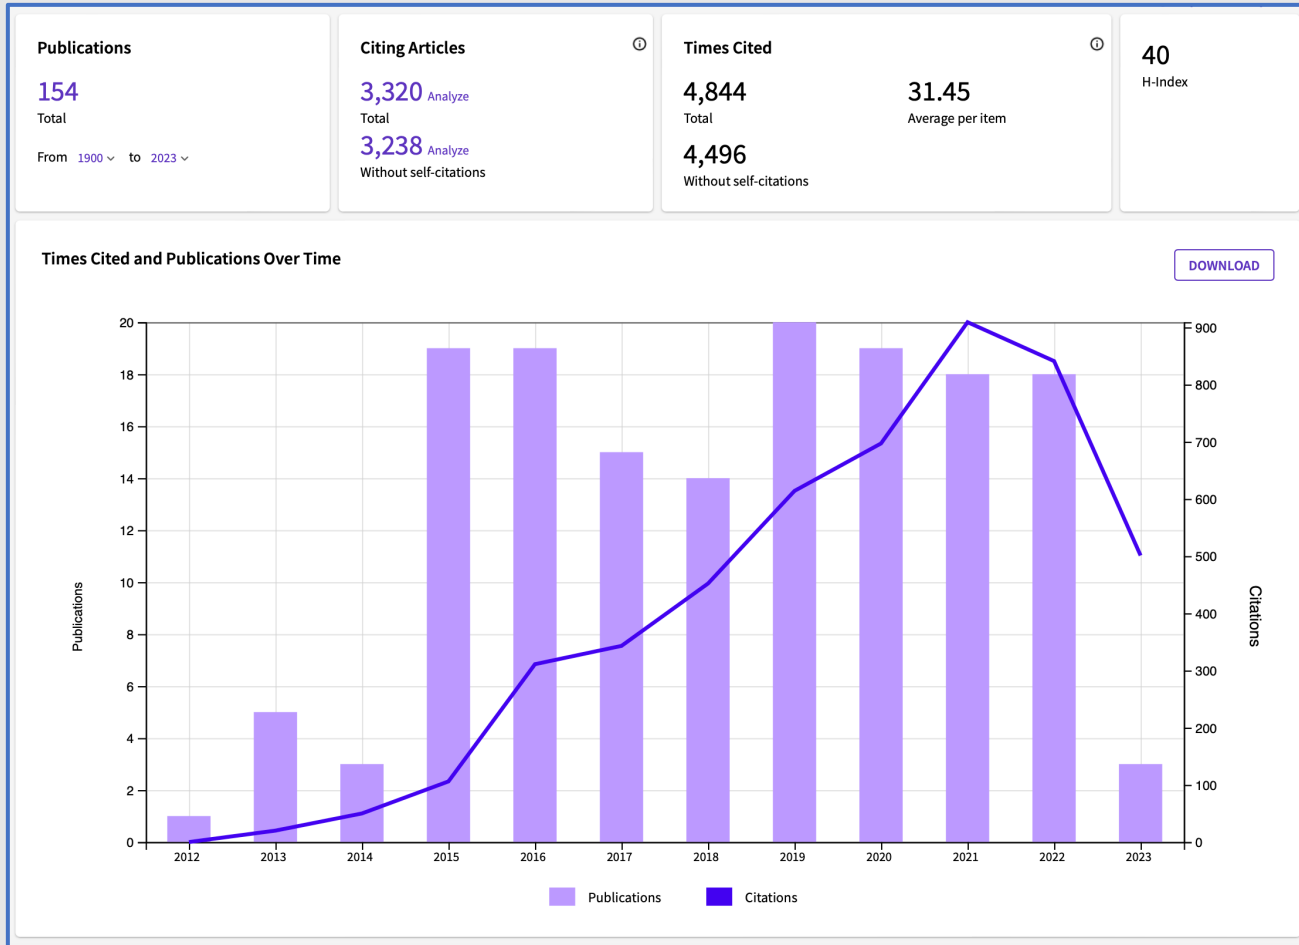 Publications
154
Total
From 1900 to 2023
Citing Articles
3,320 Analyze
Total
3,238 Analyze
Without self-citations
Times Cited
4,844
Total
4,496
Without self-citations
31.45
Average per item
40
H-Index
Times Cited and Publications Over Time
DOWNLOAD
20
18
16
14
12
10
8
6
4
2
0
Publications
900
800
700
600
500
400
300
200
100
0
Citations
2012 2013 2014 2015 2016 2017 2018 2019 2020 2021 2022 2023
Publications Citations